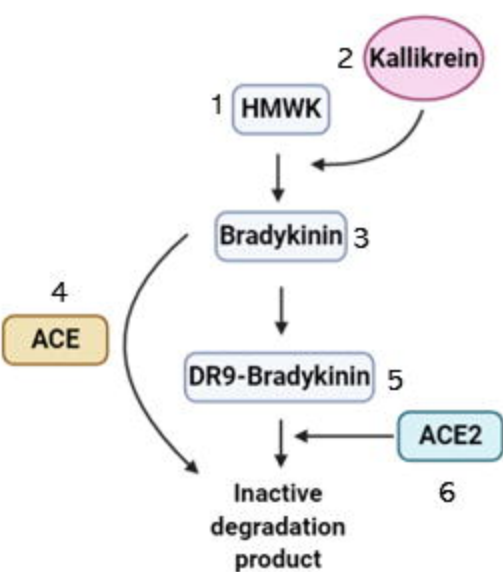 2 Kallikrein
1 HMWK
Bradykinin 3
4
ACE
DR9-Bradykinin 5
ACE2
6
Inactive
degradation
product